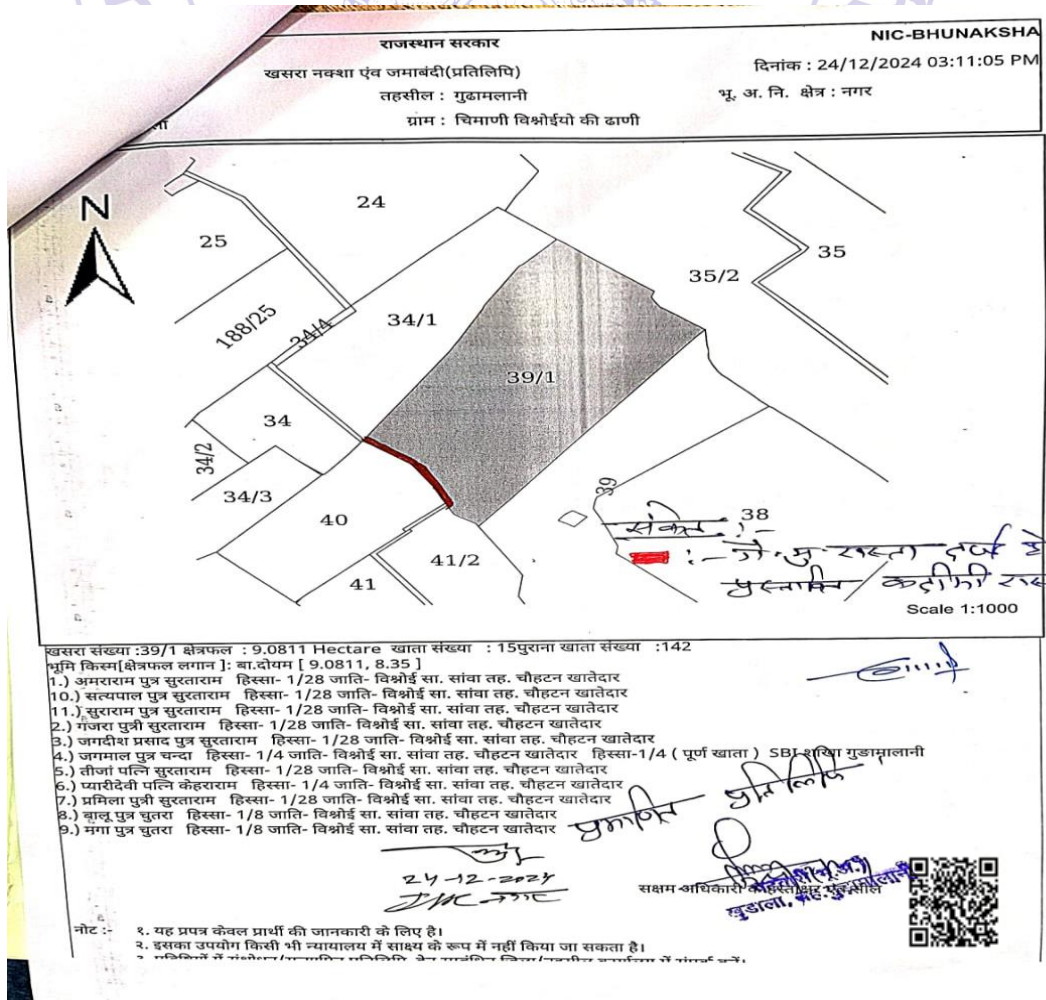 राजस्थान सरकार
NIC-BHUNAKSHA
खसरा नक्शा एंव जमाबंदी(प्रतिलिपि)
दिनांक : 24/12/2024 03:11:05 PM
तहसील : गुढामलानी
भू. अ. नि. क्षेत्र : नगर
ग्राम : चिमाणी विश्नोईयो की ढाणी
N
24
25
35
35/2
188/25
34/4
34/1
39/1
34
34/2
34/3
39
40
38
41/2
41
संकेत :-
:- गै.मु. रास्ता दर्ज
प्रस्तावित कदीमी
Scale 1:1000
खसरा संख्या :39/1 क्षेत्रफल : 9.0811 Hectare खाता संख्या : 15पुराना खाता संख्या :142
भूमि किस्म[क्षेत्रफल लगान ]: बा.दोयम [ 9.0811, 8.35 ]
1.) अमराराम पुत्र सुरताराम हिस्सा- 1/28 जाति- विश्नोई सा. सांवा तह. चौहटन खातेदार
10.) सत्यपाल पुत्र सुरताराम हिस्सा- 1/28 जाति- विश्नोई सा. सांवा तह. चौहटन खातेदार
11.) सुराराम पुत्र सुरताराम हिस्सा- 1/28 जाति- विश्नोई सा. सांवा तह. चौहटन खातेदार
2.) गजरा पुत्री सुरताराम हिस्सा- 1/28 जाति- विश्नोई सा. सांवा तह. चौहटन खातेदार
3.) जगदीश प्रसाद पुत्र सुरताराम हिस्सा- 1/28 जाति- विश्नोई सा. सांवा तह. चौहटन खातेदार
4.) जगमाल पुत्र चन्दा हिस्सा- 1/4 जाति- विश्नोई सा. सांवा तह. चौहटन खातेदार हिस्सा-1/4 ( पूर्ण खाता ) SBI शाखा गुडामालानी
5.) तीजां पत्नि सुरताराम हिस्सा- 1/28 जाति- विश्नोई सा. सांवा तह. चौहटन खातेदार
6.) प्यारीदेवी पत्नि केहराराम हिस्सा- 1/4 जाति- विश्नोई सा. सांवा तह. चौहटन खातेदार
7.) प्रमिला पुत्री सुरताराम हिस्सा- 1/28 जाति- विश्नोई सा. सांवा तह. चौहटन खातेदार
8.) बालू पुत्र चुतरा हिस्सा- 1/8 जाति- विश्नोई सा. सांवा तह. चौहटन खातेदार
9.) मगा पुत्र चुतरा हिस्सा- 1/8 जाति- विश्नोई सा. सांवा तह. चौहटन खातेदार
प्रमाणित प्रतिलिपि
24-12-2024
सक्षम अधिकारी के हस्ताक्षर एवं सील
नोट :- १. यह प्रपत्र केवल प्रार्थी की जानकारी के लिए है।
२. इसका उपयोग किसी भी न्यायालय में साक्ष्य के रूप में नहीं किया जा सकता है।